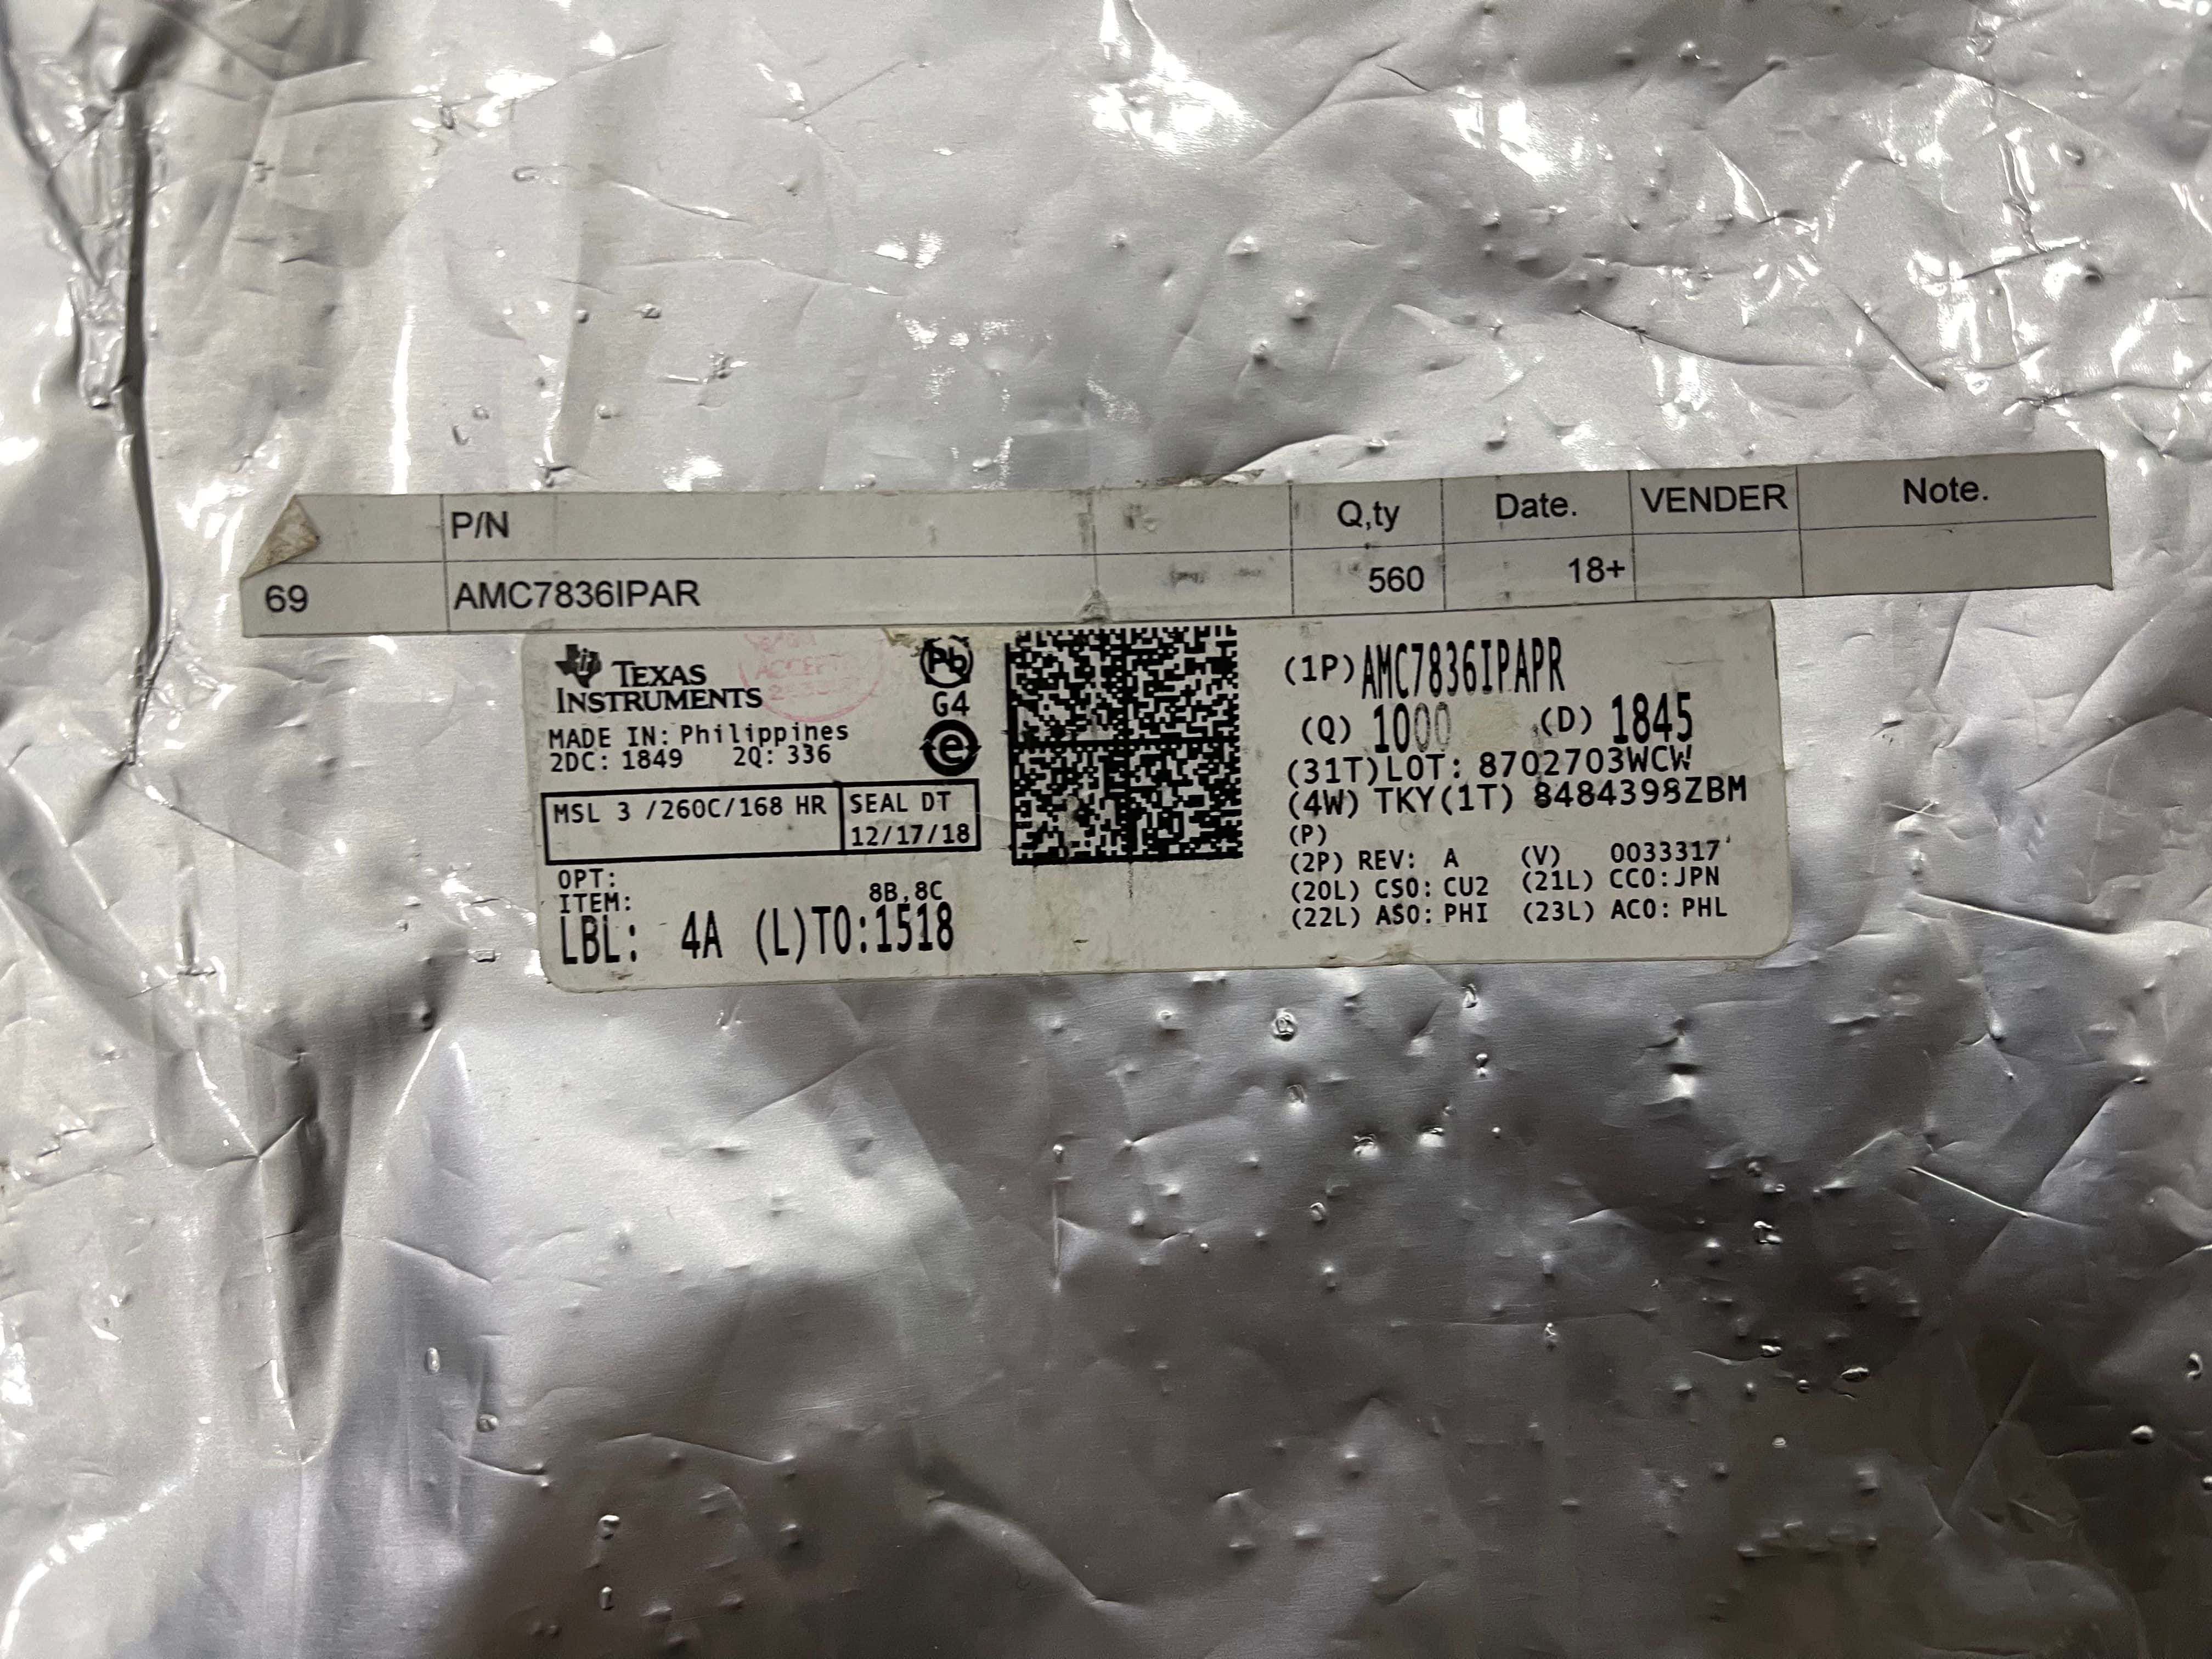 P/N Q,ty Date. VENDER Note.
69 AMC7836IPAR 560 18+
TEXAS
INSTRUMENTS
Pb
G4
e
MADE IN: Philippines
2DC: 1849 2Q: 336
MSL 3 /260C/168 HR
SEAL DT
12/17/18
OPT:
ITEM:
8B,8C
LBL: 4A (L)TO:1518
(1P) AMC7836IPAPR
(Q) 1000 (D) 1845
(31T)LOT: 8702703WCW
(4W) TKY(1T) 8484398ZBM
(P)
(2P) REV: A (V) 0033317
(20L) CSO: CU2 (21L) CCO:JPN
(22L) ASO: PHI (23L) ACO: PHL